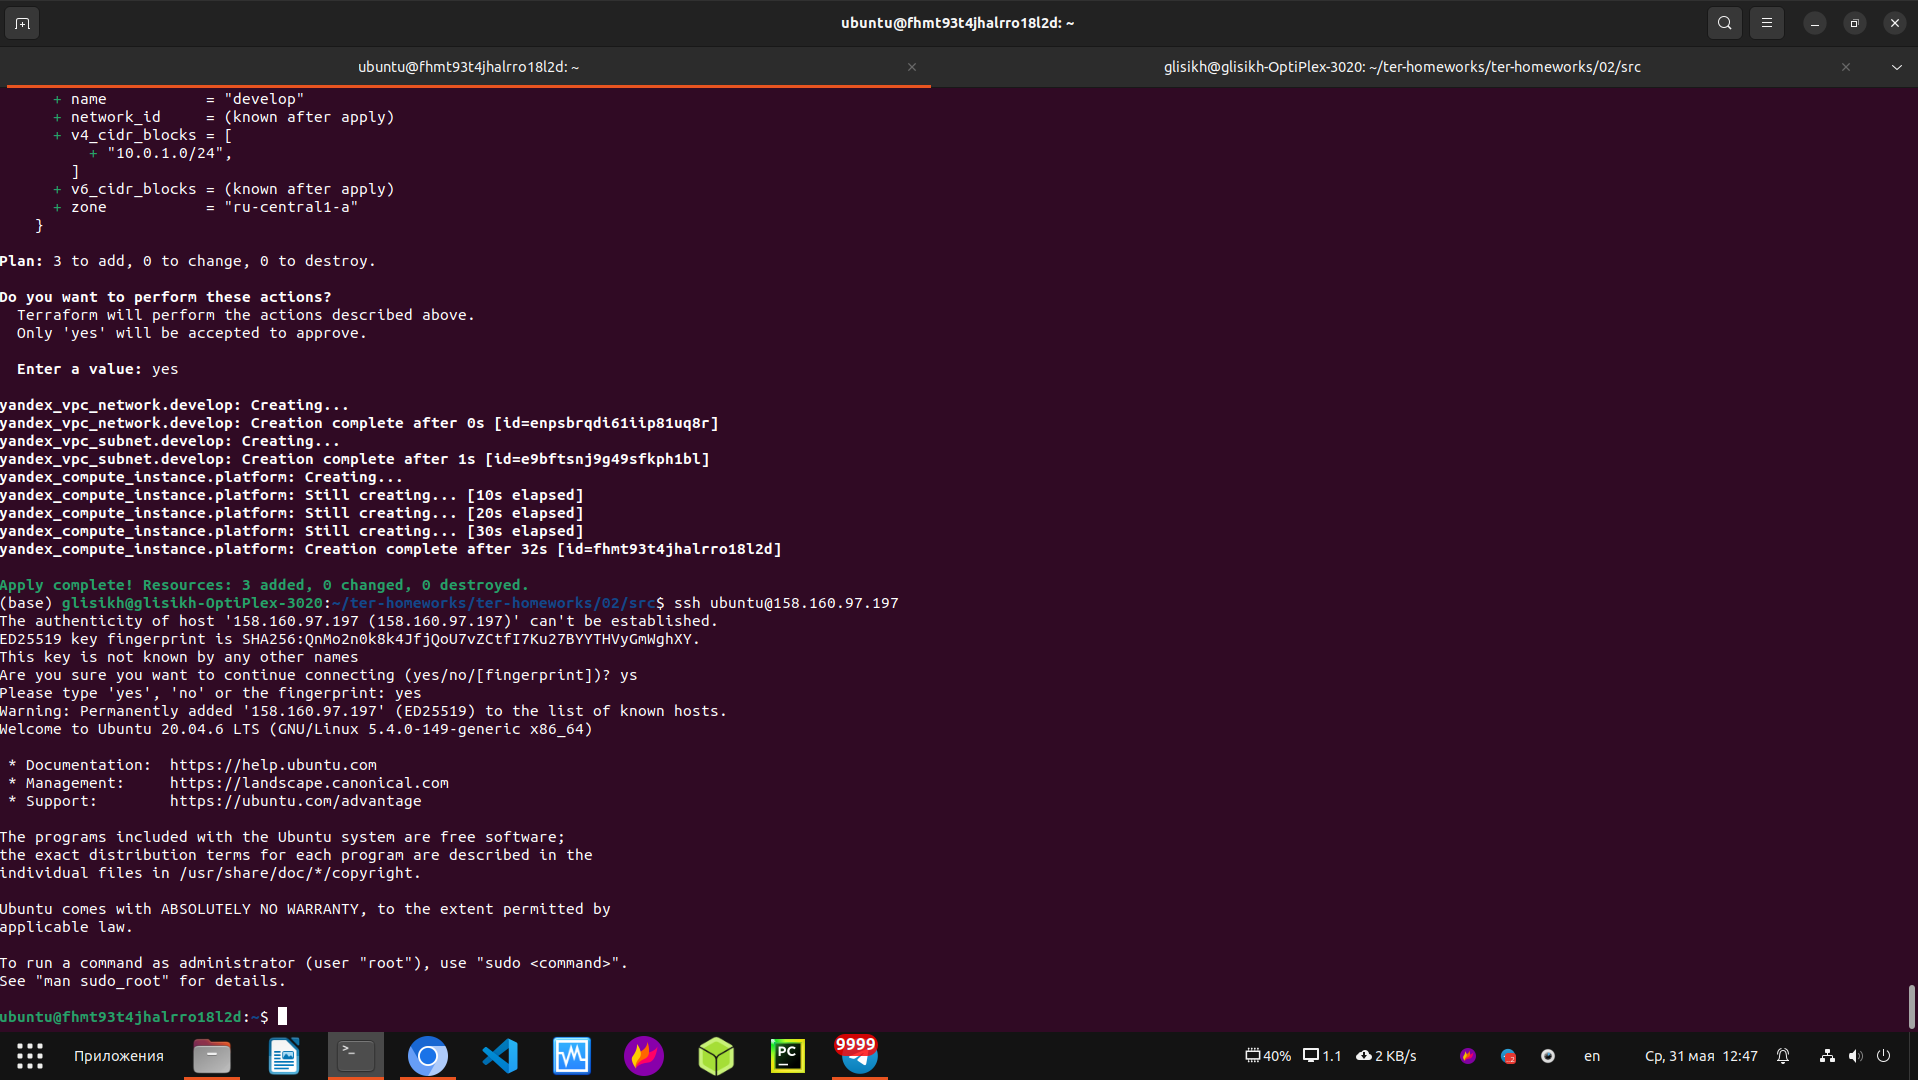 ubuntu@fhmt93t4jhalrro18l2d: ~
ubuntu@fhmt93t4jhalrro18l2d: ~
glisikh@glisikh-OptiPlex-3020: ~/ter-homeworks/ter-homeworks/02/src
      + name           = "develop"
      + network_id     = (known after apply)
      + v4_cidr_blocks = [
          + "10.0.1.0/24",
        ]
      + v6_cidr_blocks = (known after apply)
      + zone           = "ru-central1-a"
    }
Plan: 3 to add, 0 to change, 0 to destroy.
Do you want to perform these actions?
  Terraform will perform the actions described above.
  Only 'yes' will be accepted to approve.
  Enter a value: yes
yandex_vpc_network.develop: Creating...
yandex_vpc_network.develop: Creation complete after 0s [id=enpsbrqdi61iip81uq8r]
yandex_vpc_subnet.develop: Creating...
yandex_vpc_subnet.develop: Creation complete after 1s [id=e9bftsnj9g49sfkph1bl]
yandex_compute_instance.platform: Creating...
yandex_compute_instance.platform: Still creating... [10s elapsed]
yandex_compute_instance.platform: Still creating... [20s elapsed]
yandex_compute_instance.platform: Still creating... [30s elapsed]
yandex_compute_instance.platform: Creation complete after 32s [id=fhmt93t4jhalrro18l2d]
Apply complete! Resources: 3 added, 0 changed, 0 destroyed.
(base) glisikh@glisikh-OptiPlex-3020:~/ter-homeworks/ter-homeworks/02/src$ ssh ubuntu@158.160.97.197
The authenticity of host '158.160.97.197 (158.160.97.197)' can't be established.
ED25519 key fingerprint is SHA256:QnMo2n0k8k4JfjQoU7vZCtfI7Ku27BYYTHVyGmWghXY.
This key is not known by any other names
Are you sure you want to continue connecting (yes/no/[fingerprint])? ys
Please type 'yes', 'no' or the fingerprint: yes
Warning: Permanently added '158.160.97.197' (ED25519) to the list of known hosts.
Welcome to Ubuntu 20.04.6 LTS (GNU/Linux 5.4.0-149-generic x86_64)
 * Documentation:  https://help.ubuntu.com
 * Management:     https://landscape.canonical.com
 * Support:        https://ubuntu.com/advantage
The programs included with the Ubuntu system are free software;
the exact distribution terms for each program are described in the
individual files in /usr/share/doc/*/copyright.
Ubuntu comes with ABSOLUTELY NO WARRANTY, to the extent permitted by
applicable law.
To run a command as administrator (user "root"), use "sudo <command>".
See "man sudo_root" for details.
ubuntu@fhmt93t4jhalrro18l2d:~$
Приложения
>_
PC
9999
40%
1.1
2 KB/s
en
Ср, 31 мая  12:47